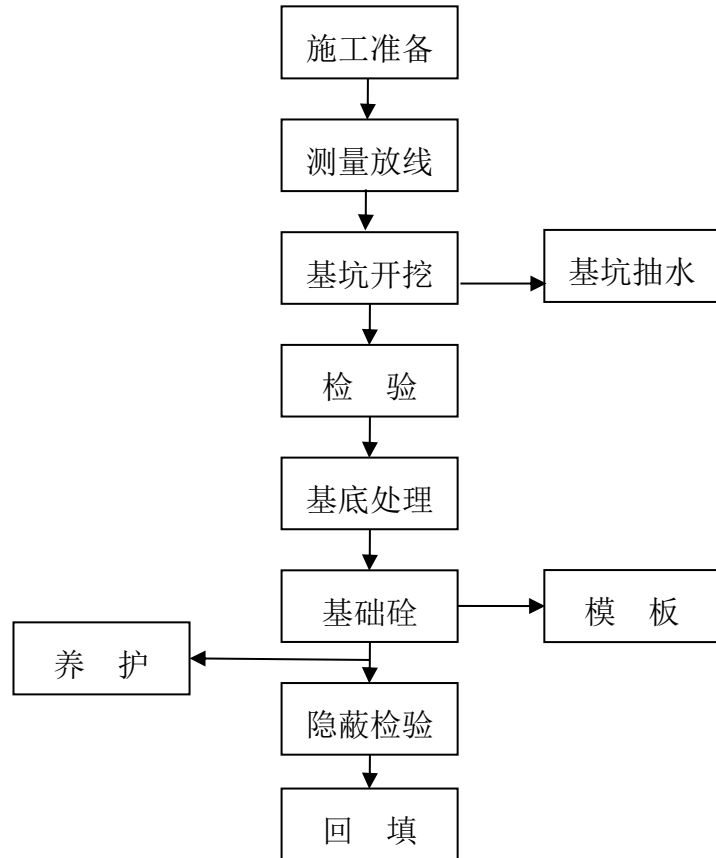 施工准备
测量放线
基坑开挖
基坑抽水
检 验
基底处理
基础砼
模 板
养 护
隐蔽检验
回 填